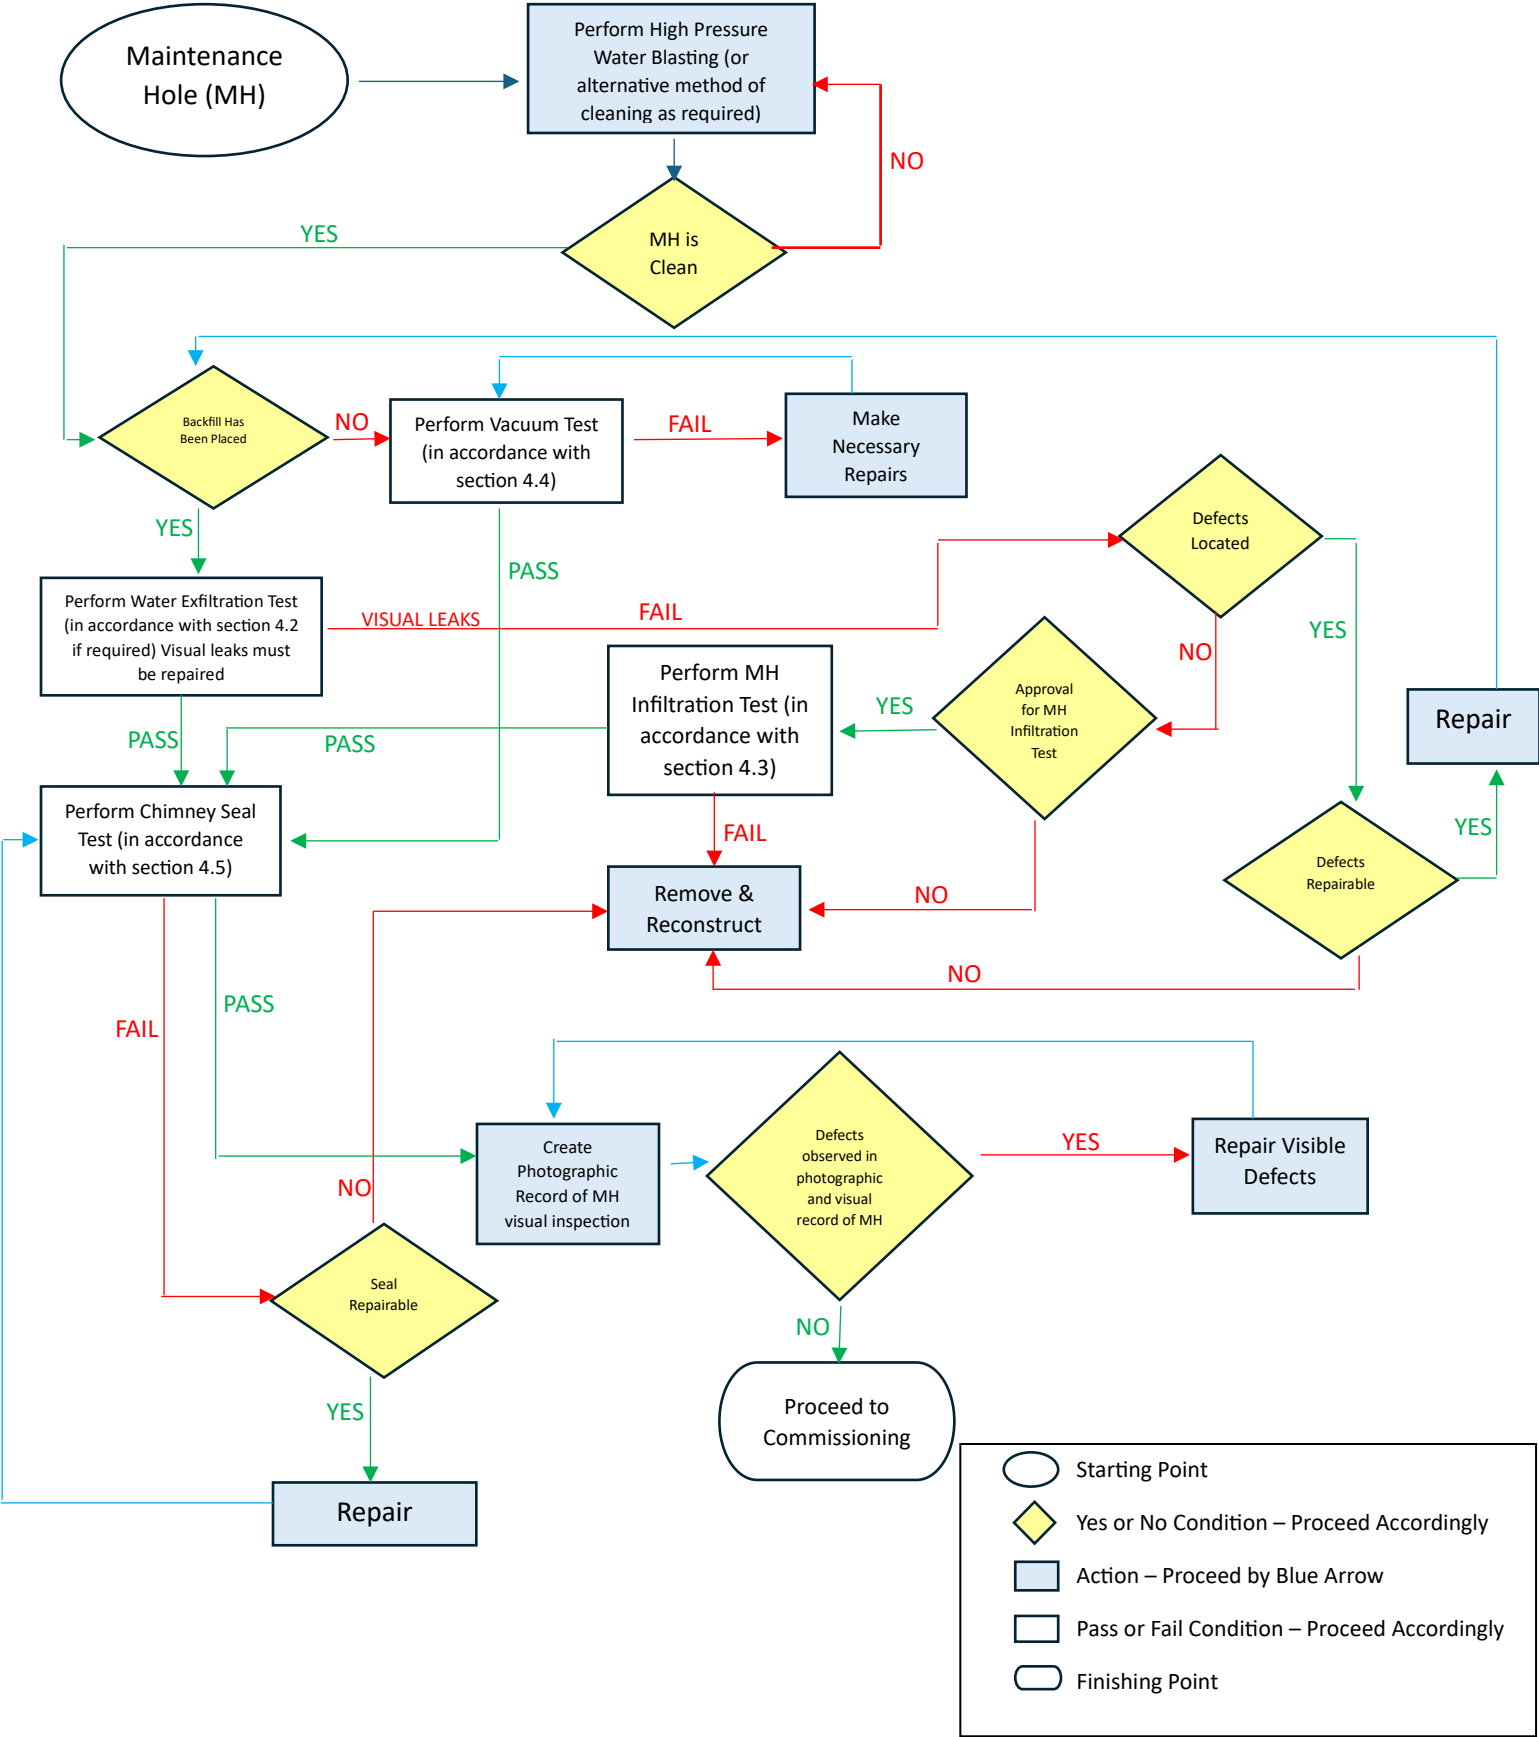 Maintenance
Hole (MH)
Perform High Pressure
Water Blasting (or
alternative method of
cleaning as required)
NO
YES
MH is
Clean
Backfill Has
Been Placed
NO
Perform Vacuum Test
(in accordance with
section 4.4)
FAIL
Make
Necessary
Repairs
YES
PASS
Defects
Located
Perform Water Exfiltration Test
(in accordance with section 4.2
if required) Visual leaks must
be repaired
VISUAL LEAKS
FAIL
NO
YES
Perform MH
Infiltration Test (in
accordance with
section 4.3)
YES
Approval
for MH
Infiltration
Test
Repair
PASS
PASS
Perform Chimney Seal
Test (in accordance
with section 4.5)
FAIL
YES
Defects
Repairable
Remove &
Reconstruct
NO
NO
PASS
FAIL
NO
Create
Photographic
Record of MH
visual inspection
Defects
observed in
photographic
and visual
record of MH
YES
Repair Visible
Defects
Seal
Repairable
NO
YES
Proceed to
Commissioning
Repair
Starting Point
Yes or No Condition – Proceed Accordingly
Action – Proceed by Blue Arrow
Pass or Fail Condition – Proceed Accordingly
Finishing Point